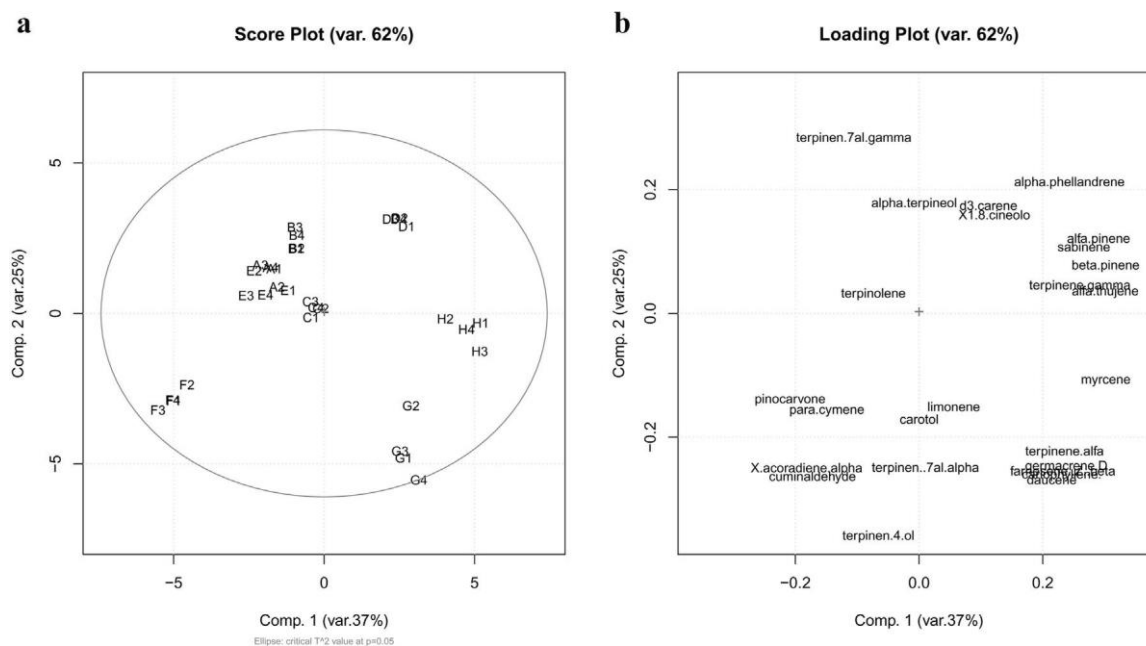 a
Score Plot (var. 62%)
5
0
−5
Comp. 2 (var.25%)
B3
B4
B2
A1
E2
E3
E4
A2
E1
C3
C4
C2
C1
D1
H2
H1
H4
H3
F2
F4
F3
G2
G3
G1
G4
−5
0
5
Comp. 1 (var.37%)
Ellipse: critical T^2 value at p=0.05
b
Loading Plot (var. 62%)
0.2
0.0
−0.2
Comp. 2 (var.25%)
terpinen.7al.gamma
alpha.phellandrene
alpha.terpineol
d3.carene
X1.8.cineolo
alfa.pinene
sabinene
beta.pinene
terpinene.gamma
alfa.thujene
terpinolene
myrcene
pinocarvone
para.cymene
limonene
carotol
terpinene.alfa
germacrene.D
X.acoradiene.alpha
terpinen..7al.alpha
cuminaldehyde
daucene
terpinen.4.ol
−0.2
0.0
0.2
Comp. 1 (var.37%)